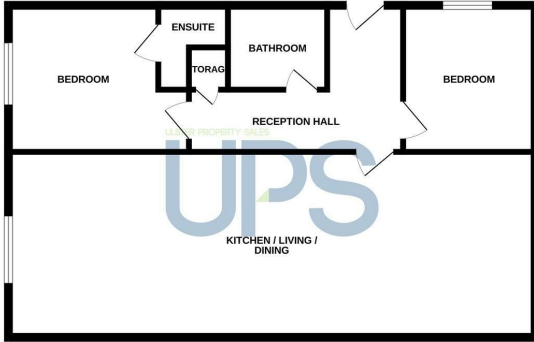 ENSUITE
BATHROOM
BEDROOM
TORAG
BEDROOM
RECEPTION HALL
ULSTER PROPERTY SALES
UPS
KITCHEN / LIVING /
DINING